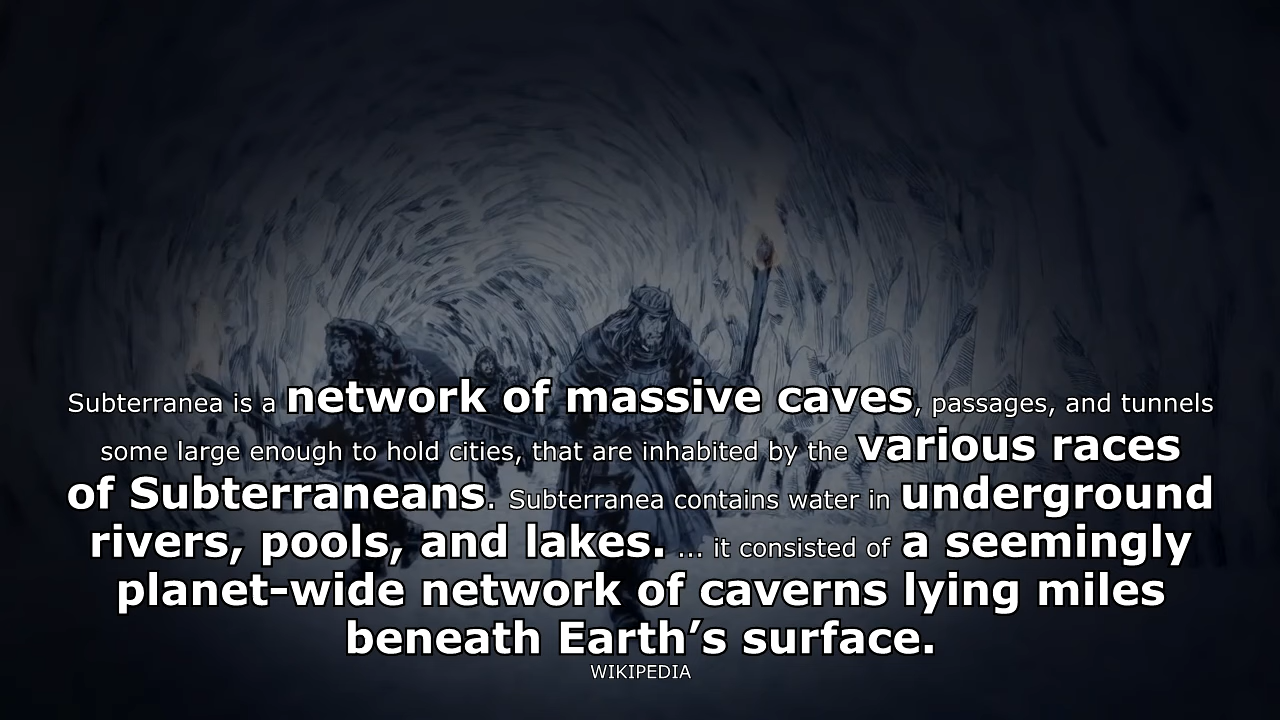 Subterranea is a network of massive caves, passages, and tunnels
some large enough to hold cities, that are inhabited by the various races
of Subterraneans. Subterranea contains water in underground
rivers, pools, and lakes. ... it consisted of a seemingly
planet-wide network of caverns lying miles
beneath Earth’s surface.
WIKIPEDIA